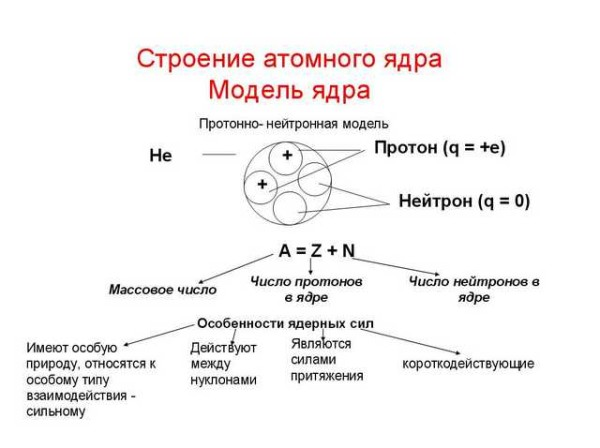 Строение атомного ядра
Модель ядра
Протонно- нейтронная модель
Не
+
+
Протон (q = +e)
Нейтрон (q = 0)
A = Z + N
Массовое число
Число протонов
в ядре
Число нейтронов в
ядре
Особенности ядерных сил
Имеют особую
природу, относятся к
особому типу
взаимодействия -
сильному
Действуют
между
нуклонами
Являются
силами
притяжения
короткодействующие